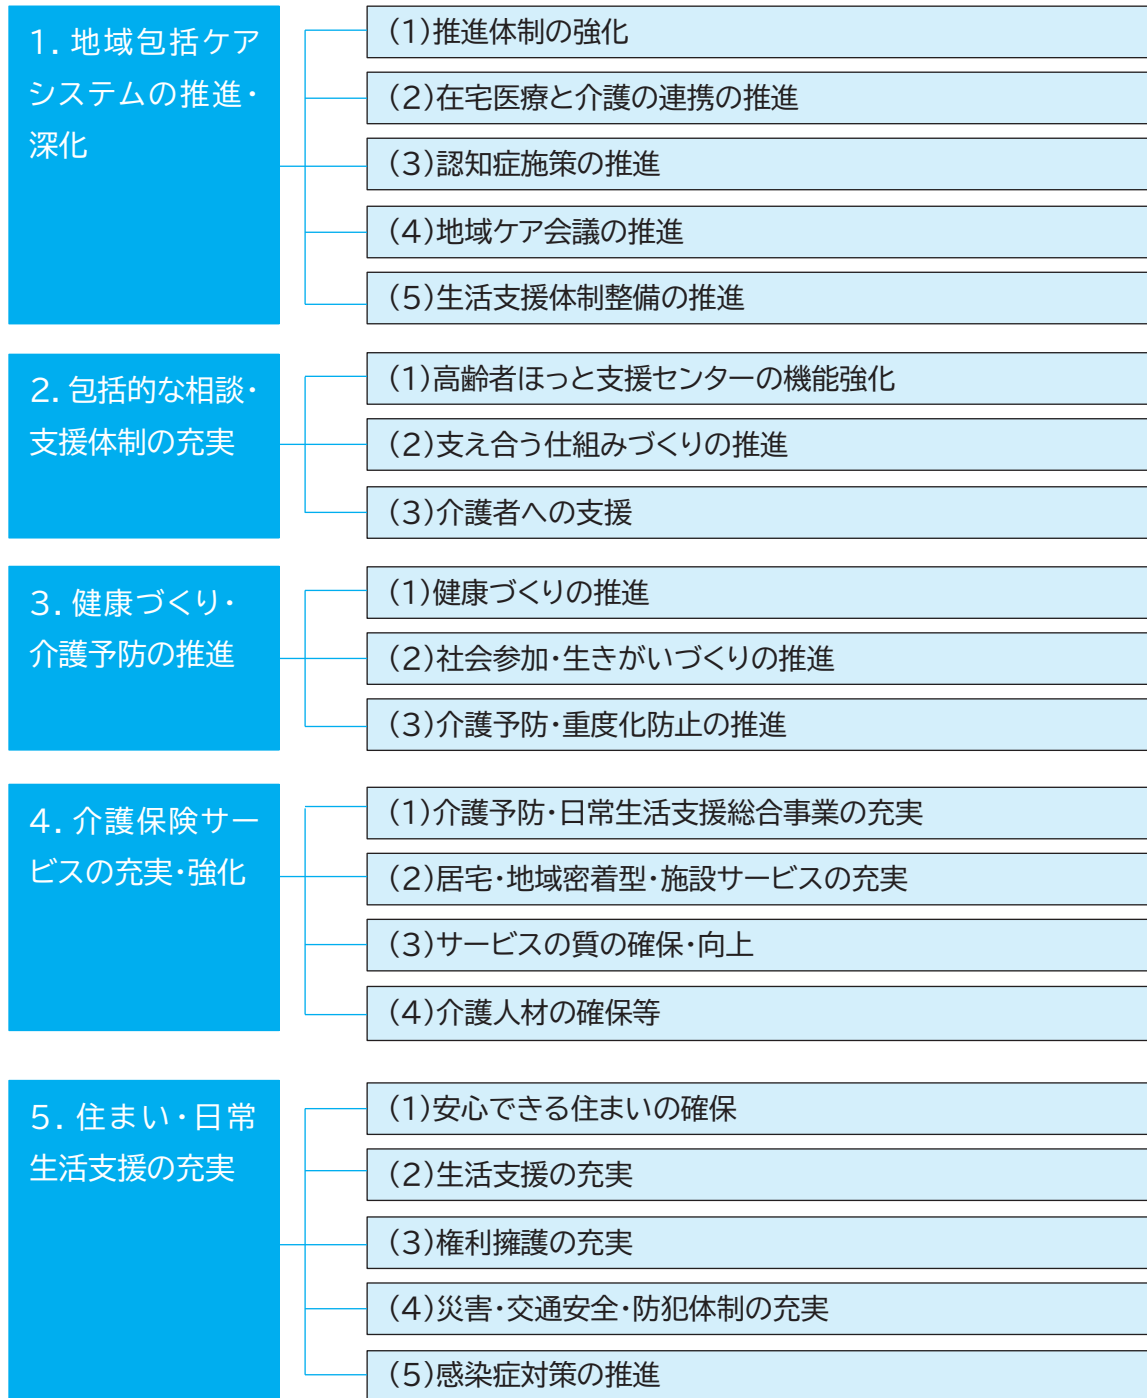 1.地域包括ケア
システムの推進・
深化
(1)推進体制の強化
(2)在宅医療と介護の連携の推進
(3)認知症施策の推進
(4)地域ケア会議の推進
(5)生活支援体制整備の推進
2.包括的な相談・
支援体制の充実
(1)高齢者ほっと支援センターの機能強化
(2)支え合う仕組みづくりの推進
(3)介護者への支援
3.健康づくり・
介護予防の推進
(1)健康づくりの推進
(2)社会参加・生きがいづくりの推進
(3)介護予防・重度化防止の推進
4.介護保険サー
ビスの充実・強化
(1)介護予防・日常生活支援総合事業の充実
(2)居宅・地域密着型・施設サービスの充実
(3)サービスの質の確保・向上
(4)介護人材の確保等
5.住まい・日常
生活支援の充実
(1)安心できる住まいの確保
(2)生活支援の充実
(3)権利擁護の充実
(4)災害・交通安全・防犯体制の充実
(5)感染症対策の推進